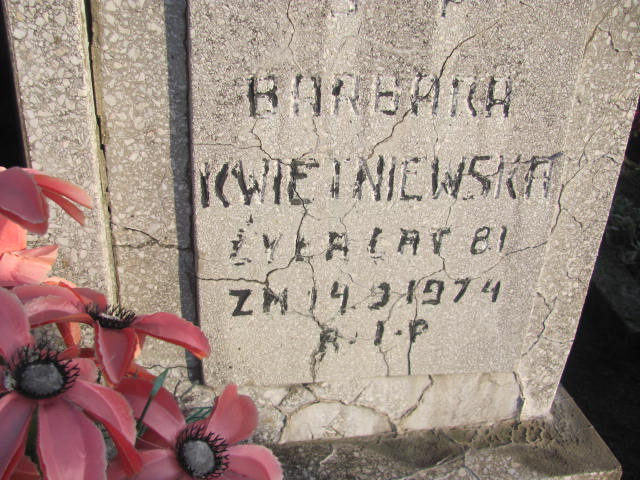 BARBARA
KWIETNIEWSKA
ŻYŁA LAT 81
ZM 14.9.1974
R.I.P